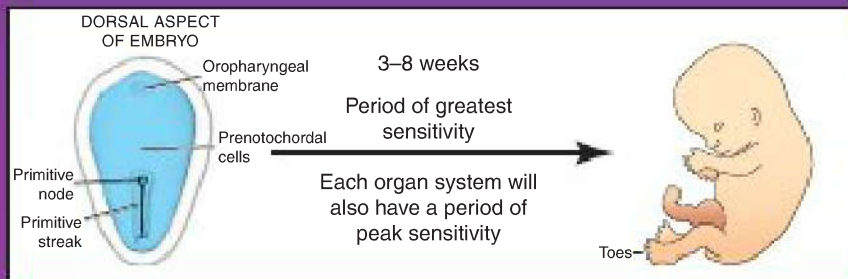 DORSAL ASPECT
OF EMBRYO
Oropharyngeal
membrane
Prenotochordal
cells
Primitive
node
Primitive
streak
3–8 weeks
Period of greatest
sensitivity
Each organ system will
also have a period of
peak sensitivity
Toes